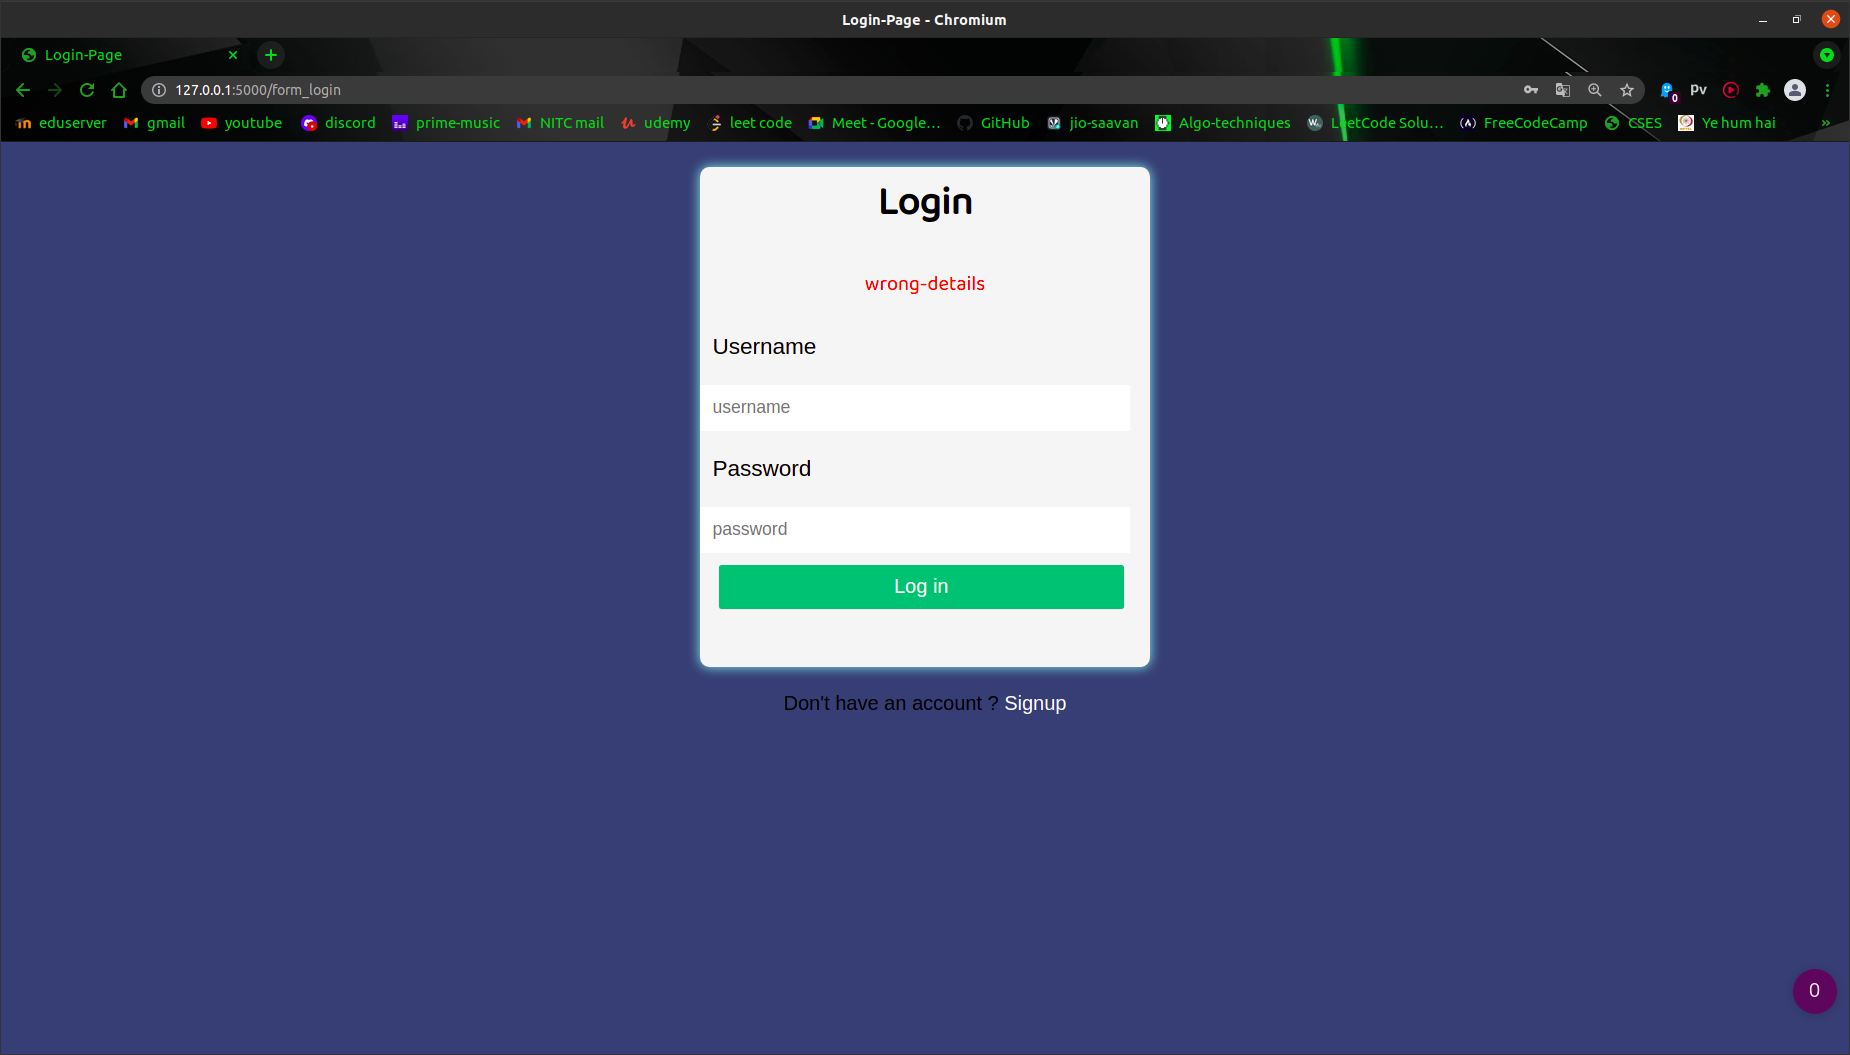 Login-Page - Chromium
Login-Page
127.0.0.1:5000/form_login
0
PV
eduserver gmail youtube discord prime-music NITC mail udemy leet code Meet - Google... GitHub jio-saavan Algo-techniques LeetCode Solu... FreeCodeCamp CSES Ye hum hai »
Login
wrong-details
Username
username
Password
password
Log in
Don't have an account ? Signup
0